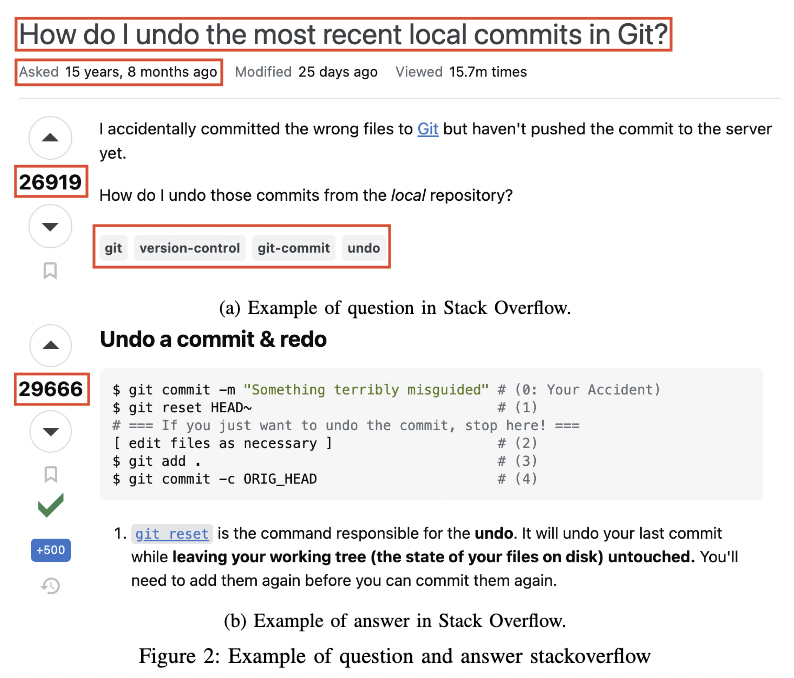 How do I undo the most recent local commits in Git?
Asked 15 years, 8 months ago Modified 25 days ago Viewed 15.7m times
I accidentally committed the wrong files to Git but haven't pushed the commit to the server
yet.
26919
How do I undo those commits from the local repository?
git version-control git-commit undo
(a) Example of question in Stack Overflow.
Undo a commit & redo
29666
$ git commit -m "Something terribly misguided" # (0: Your Accident)
$ git reset HEAD~ # (1)
# === If you just want to undo the commit, stop here! ===
[ edit files as necessary ] # (2)
$ git add . # (3)
$ git commit -c ORIG_HEAD # (4)
+500
1. git reset is the command responsible for the undo. It will undo your last commit
while leaving your working tree (the state of your files on disk) untouched. You'll
need to add them again before you can commit them again.
(b) Example of answer in Stack Overflow.
Figure 2: Example of question and answer stackoverflow